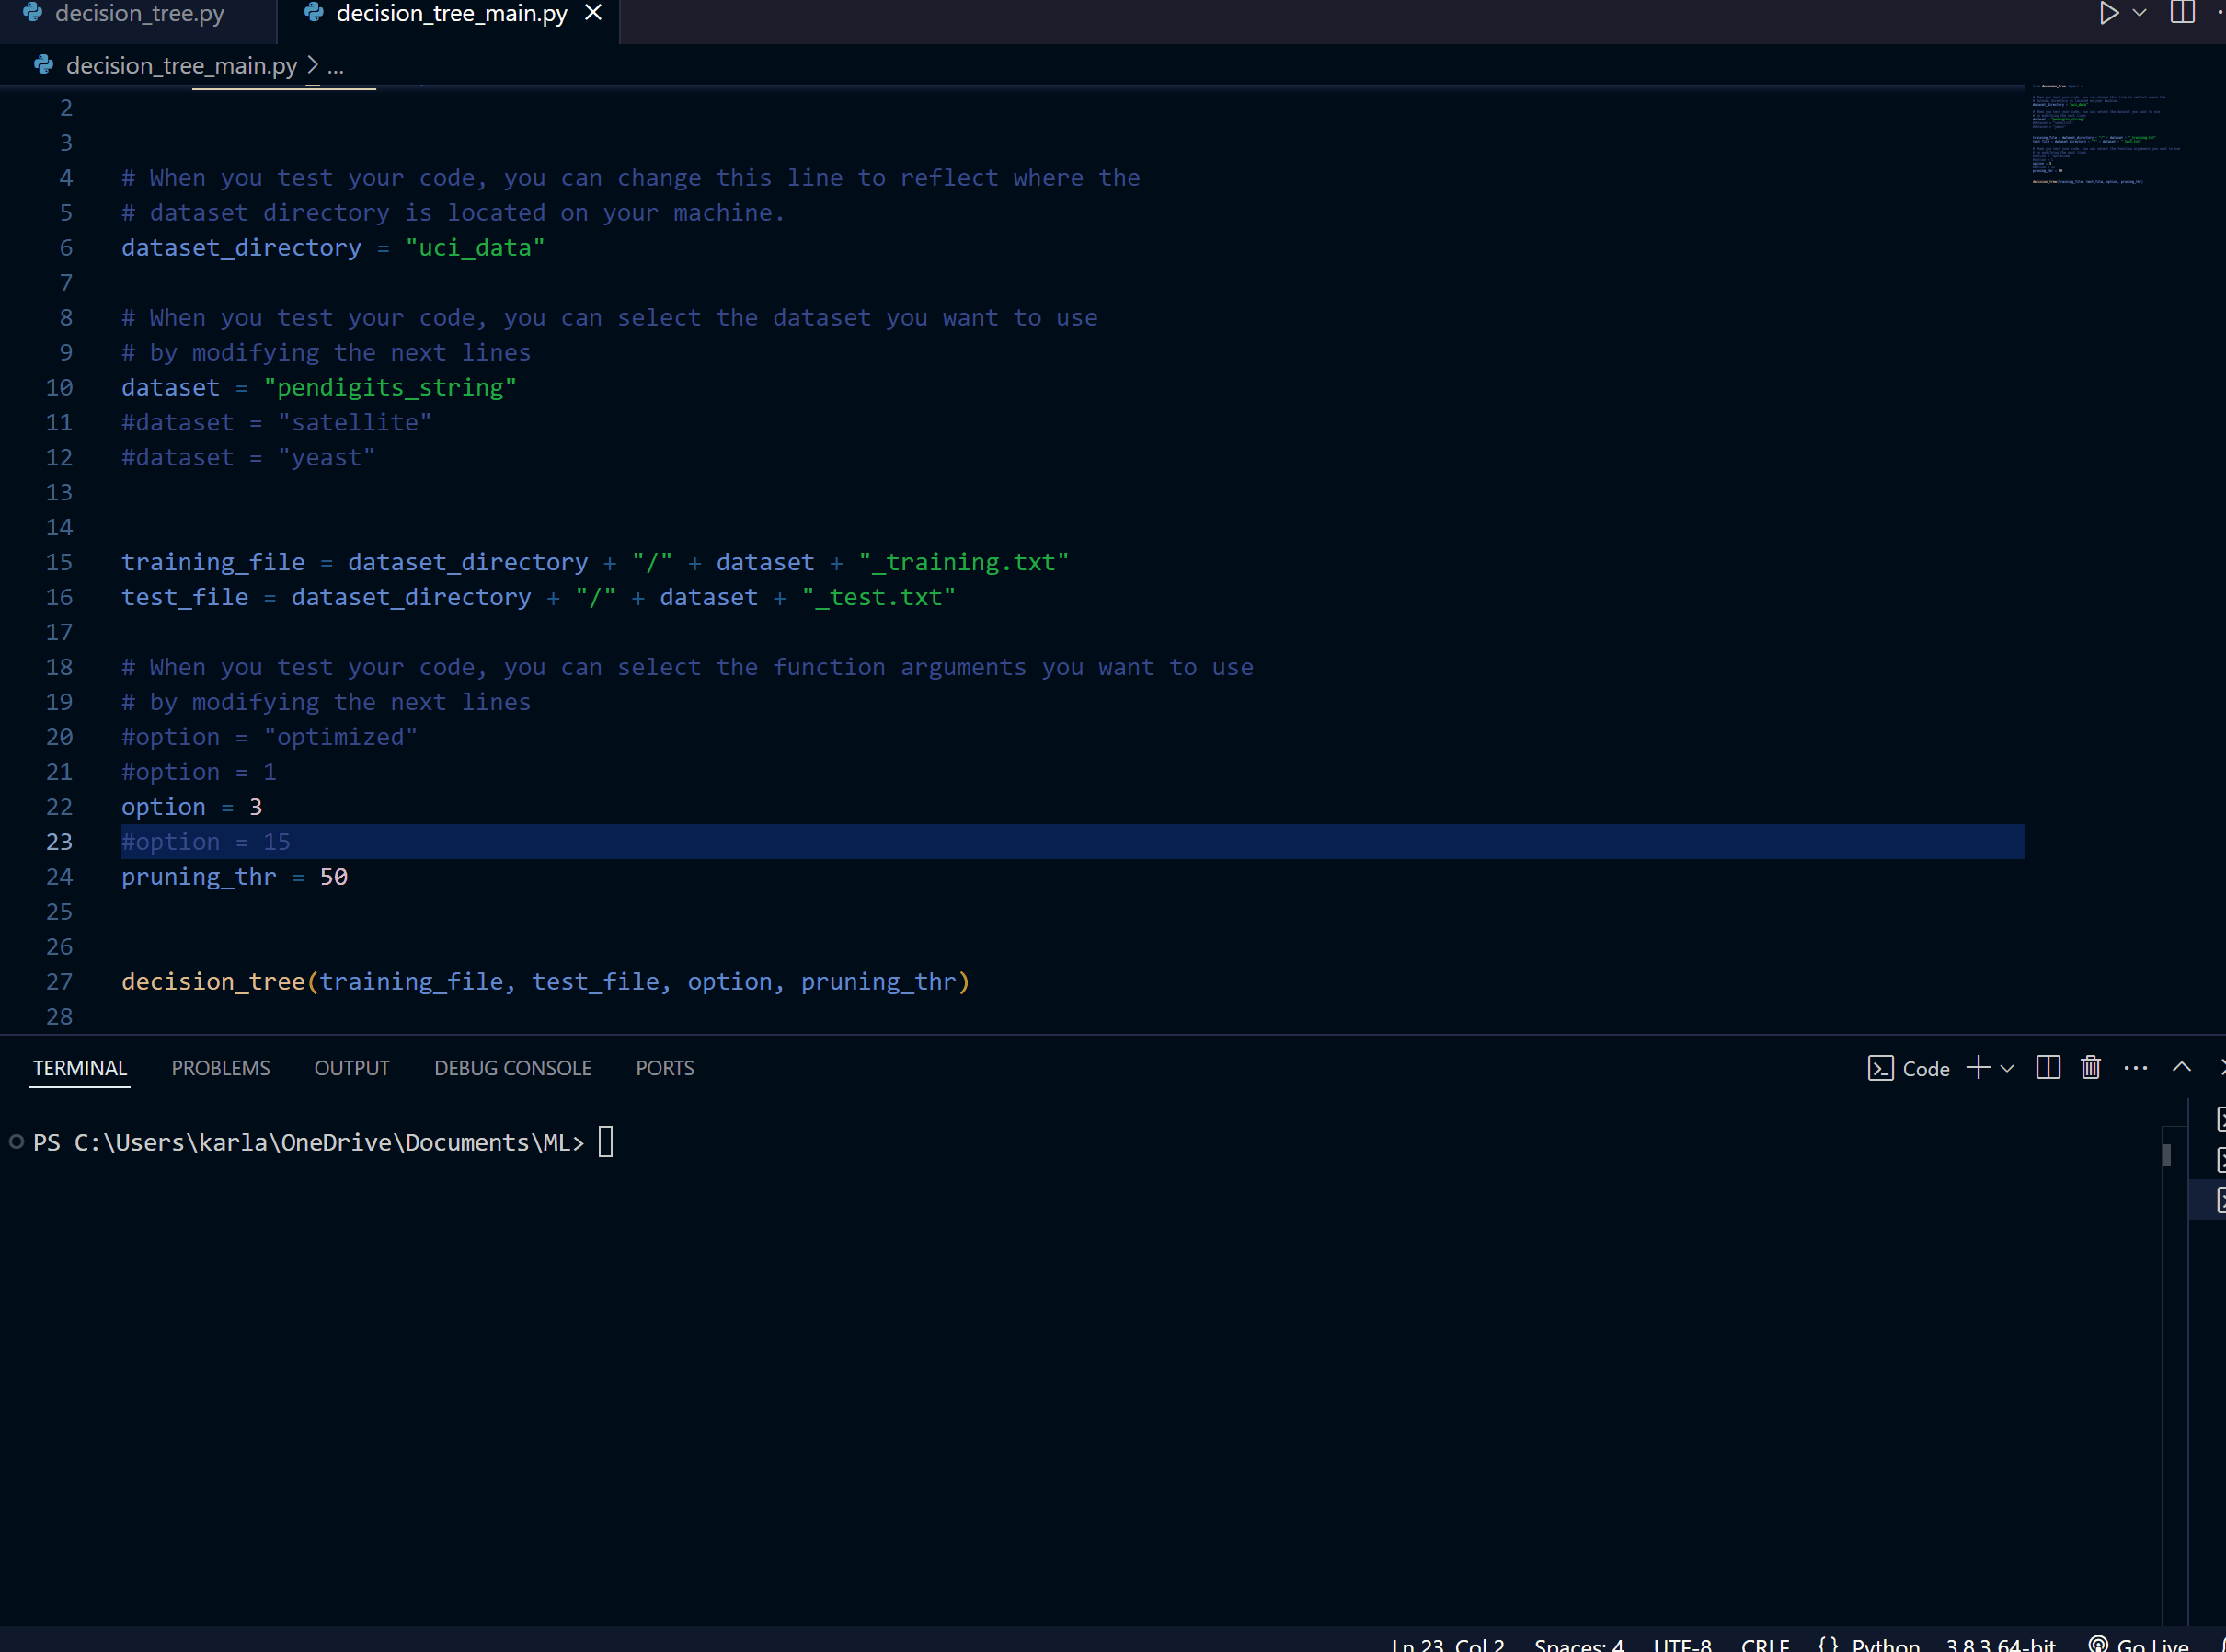 decision_tree.py
decision_tree_main.py
decision_tree_main.py > ...
2
3
4 # When you test your code, you can change this line to reflect where the
5 # dataset directory is located on your machine.
6 dataset_directory = "uci_data"
7
8 # When you test your code, you can select the dataset you want to use
9 # by modifying the next lines
10 dataset = "pendigits_string"
11 #dataset = "satellite"
12 #dataset = "yeast"
13
14
15 training_file = dataset_directory + "/" + dataset + "_training.txt"
16 test_file = dataset_directory + "/" + dataset + "_test.txt"
17
18 # When you test your code, you can select the function arguments you want to use
19 # by modifying the next lines
20 #option = "optimized"
21 #option = 1
22 option = 3
23 #option = 15
24 pruning_thr = 50
25
26
27 decision_tree(training_file, test_file, option, pruning_thr)
28
TERMINAL PROBLEMS OUTPUT DEBUG CONSOLE PORTS Code
PS C:\Users\karla\OneDrive\Documents\ML>
Ln 23, Col 2 Spaces: 4 UTF-8 CRLF {} Python 3.8.3 64-bit Go Live